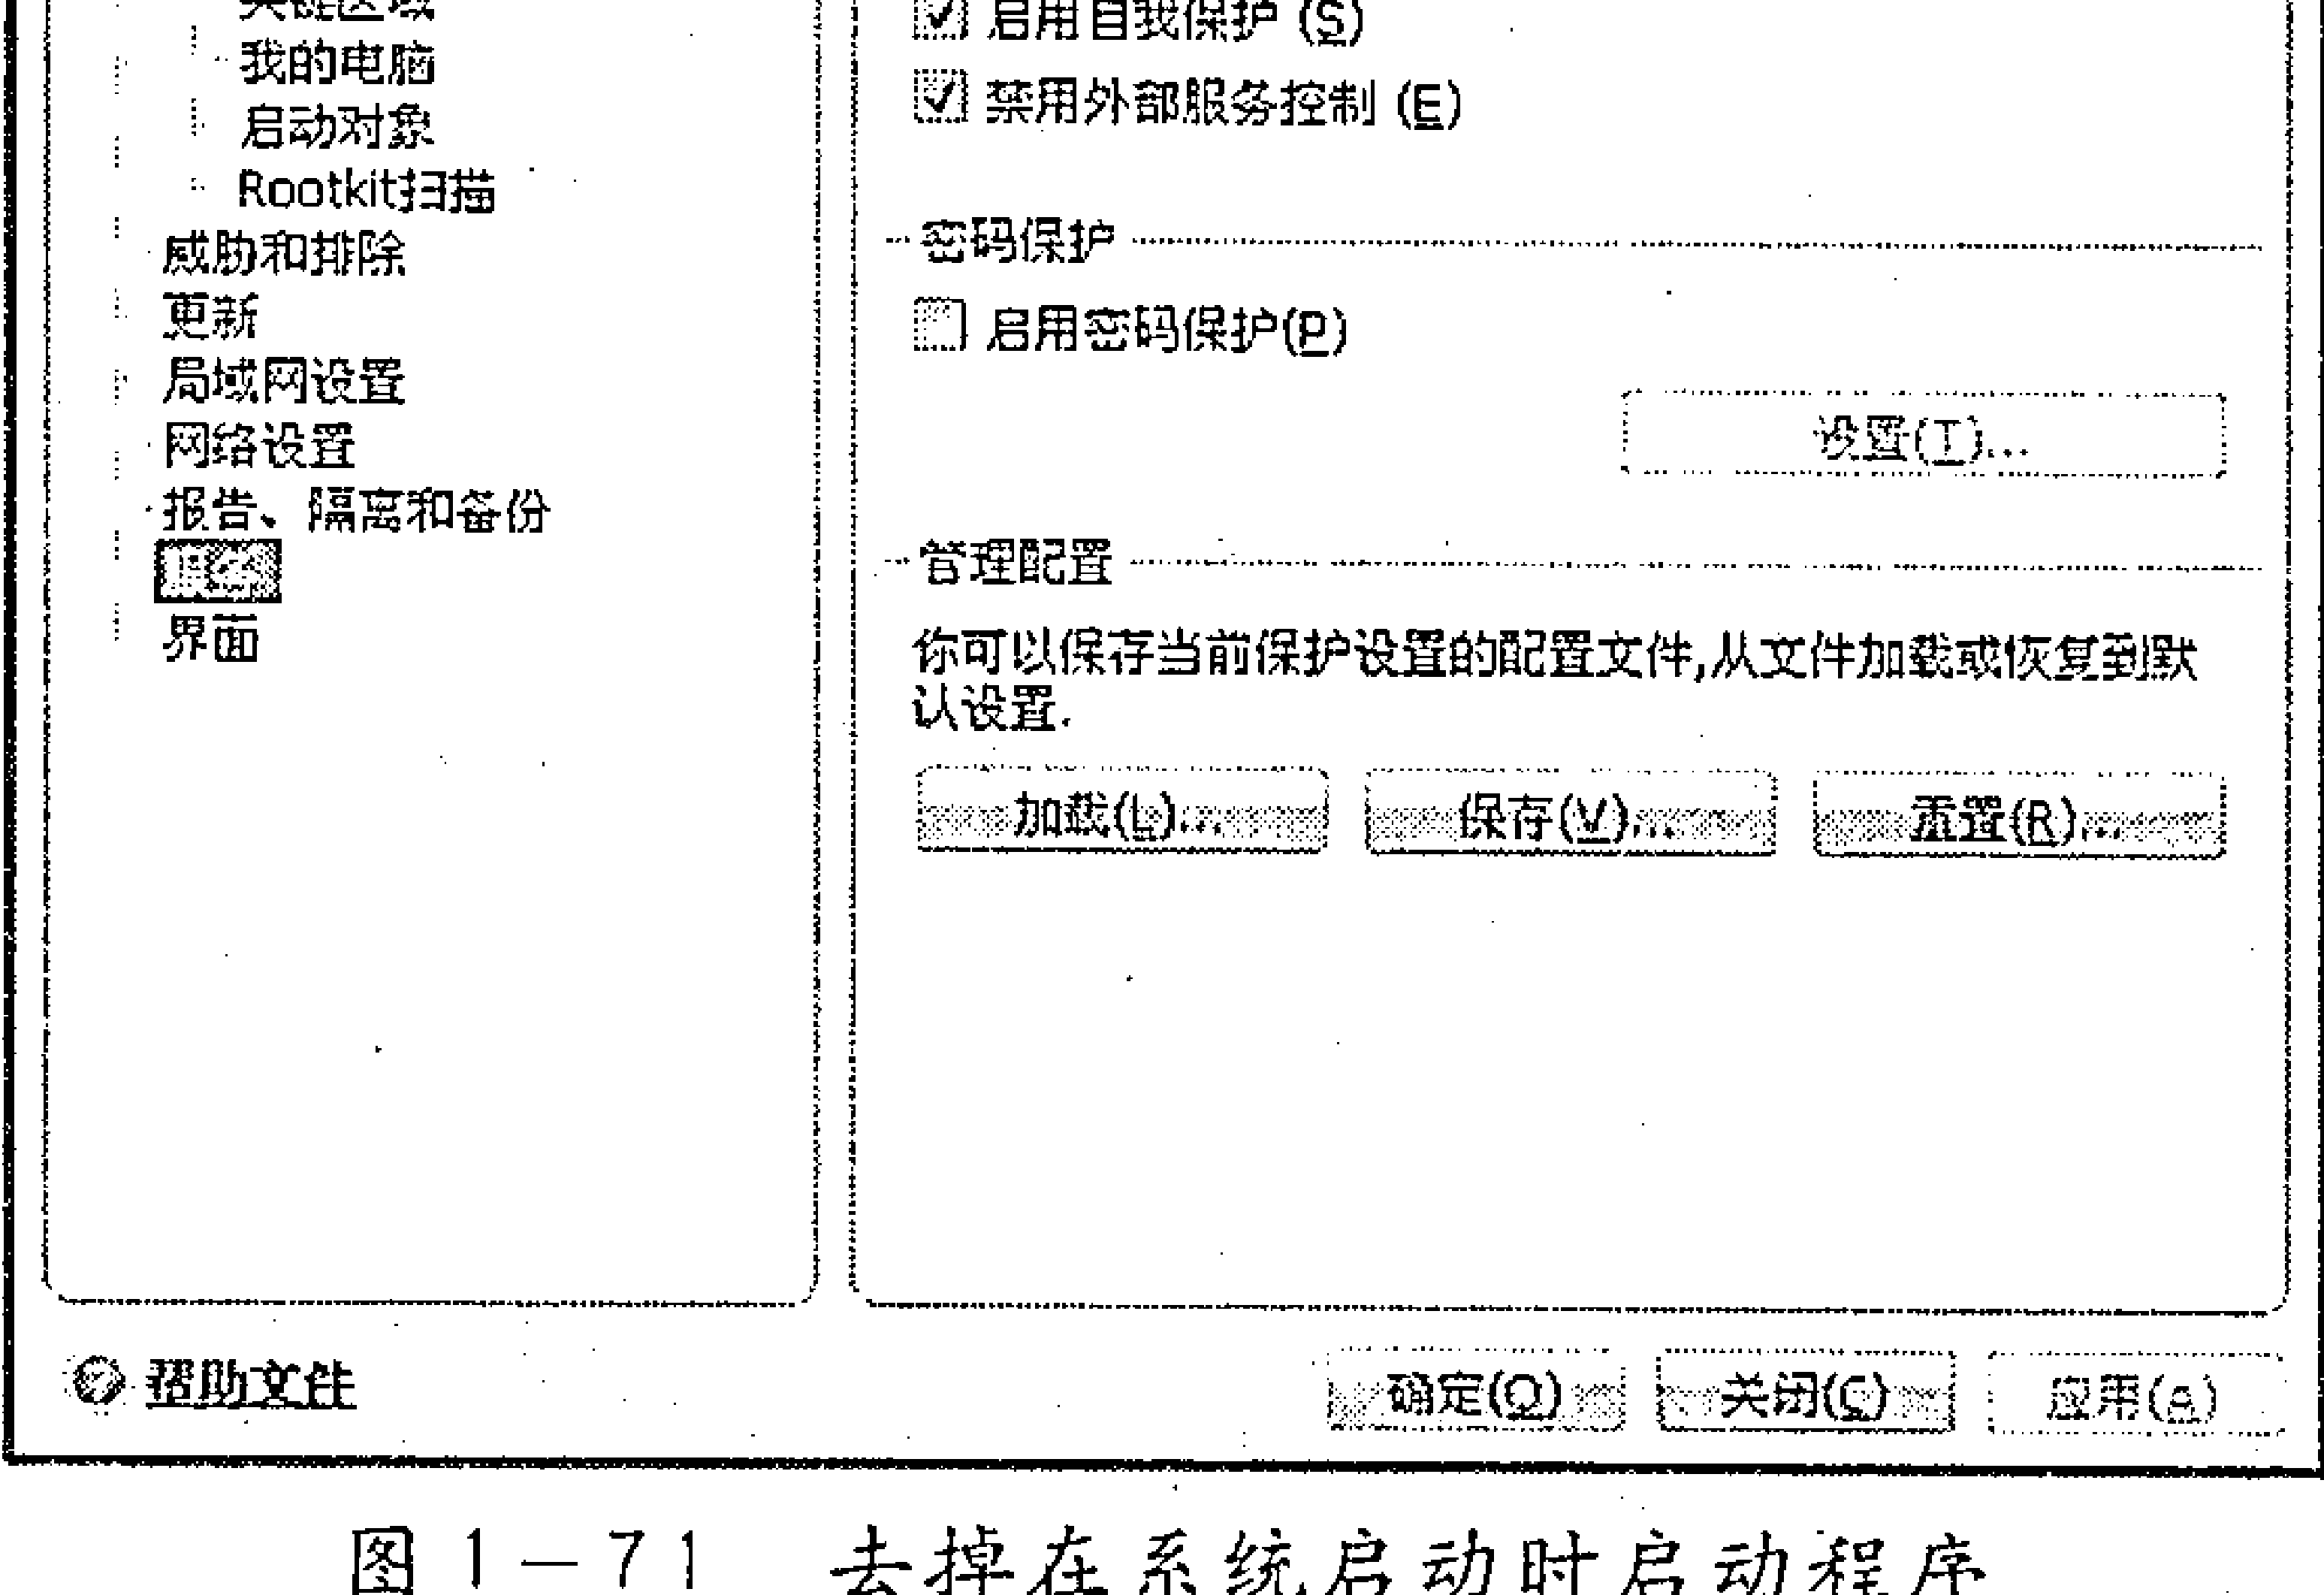 关键区域
我的电脑
启动对象
Rootkit扫描
威胁和排除
更新
局域网设置
网络设置
报告、隔离和备份
服务
界面
启用自我保护 (S)
禁用外部服务控制 (E)
密码保护
启用密码保护(P)
设置(T)...
管理配置
你可以保存当前保护设置的配置文件,从文件加载或恢复到默
认设置.
加载(L)...
保存(V)...
重置(R)...
帮助文件
确定(O)
关闭(C)
应用(A)
图 1－71 去掉在系统启动时启动程序